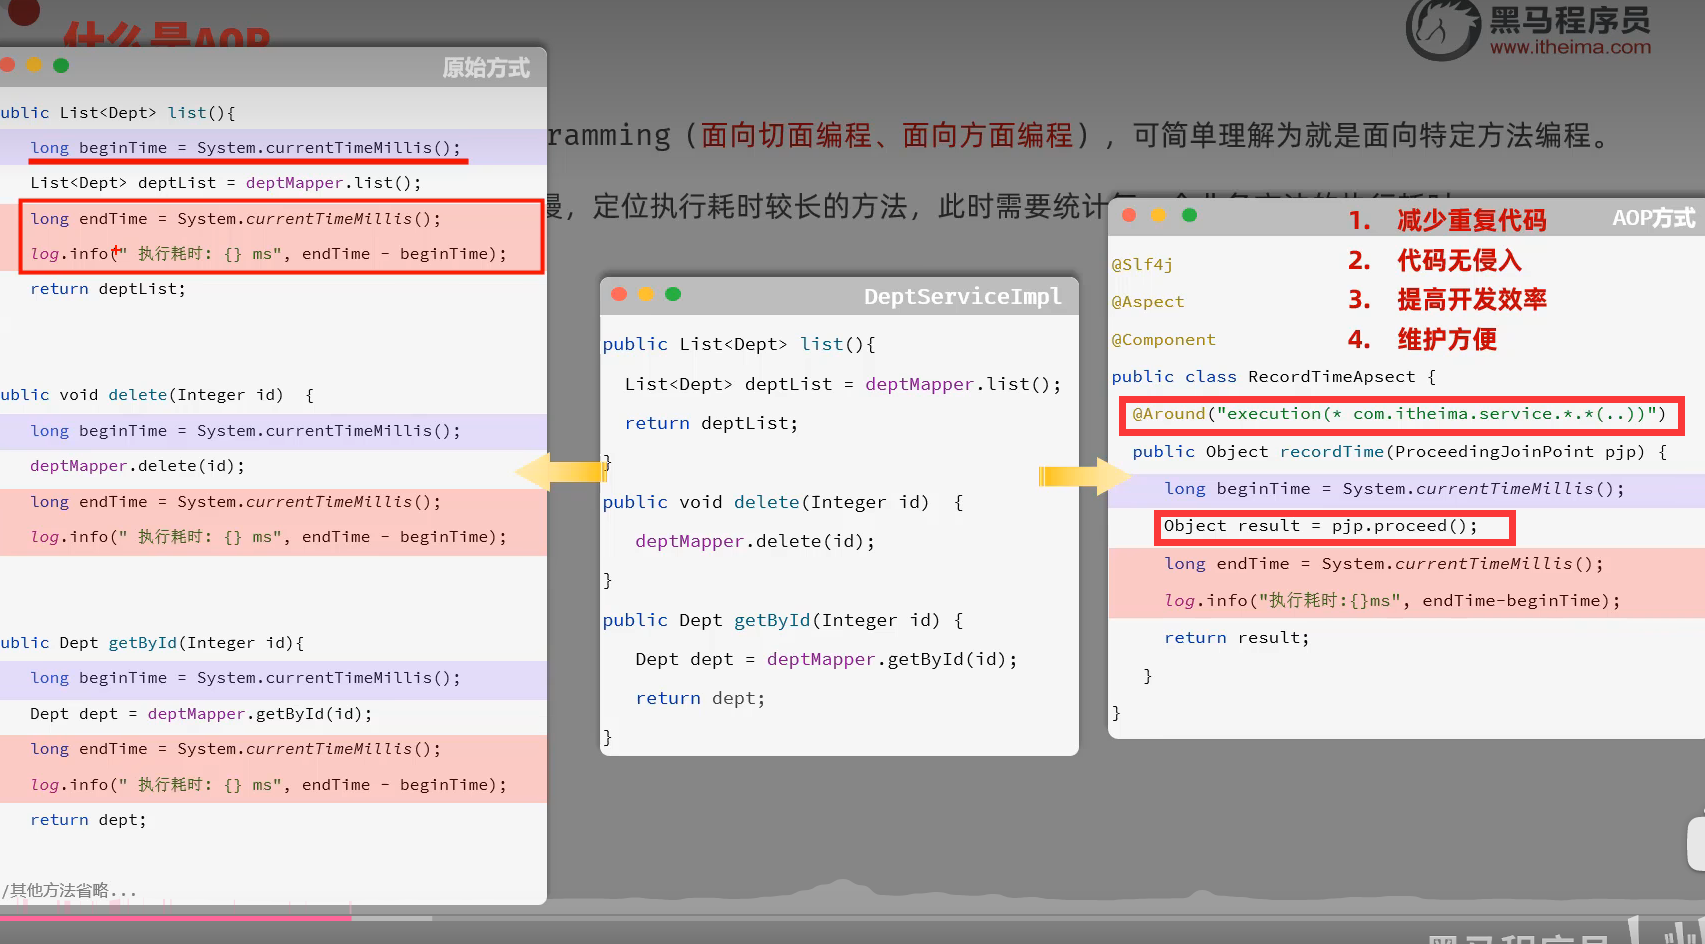 什么是AOP
黑马程序员
www.itheima.com
ramming（面向切面编程、面向方面编程），可简单理解为就是面向特定方法编程。
慢，定位执行耗时较长的方法，此时需要统计
原始方式
ublic List<Dept> list(){
long beginTime = System.currentTimeMillis();
List<Dept> deptList = deptMapper.list();
long endTime = System.currentTimeMillis();
log.info(" 执行耗时: {} ms", endTime - beginTime);
return deptList;
ublic void delete(Integer id)  {
long beginTime = System.currentTimeMillis();
deptMapper.delete(id);
long endTime = System.currentTimeMillis();
log.info(" 执行耗时: {} ms", endTime - beginTime);
ublic Dept getById(Integer id){
long beginTime = System.currentTimeMillis();
Dept dept = deptMapper.getById(id);
long endTime = System.currentTimeMillis();
log.info(" 执行耗时: {} ms", endTime - beginTime);
return dept;
/其他方法省略...
DeptServiceImpl
public List<Dept> list(){
List<Dept> deptList = deptMapper.list();
return deptList;
}
public void delete(Integer id)  {
deptMapper.delete(id);
}
public Dept getById(Integer id) {
Dept dept = deptMapper.getById(id);
return dept;
}
AOP方式
1. 减少重复代码
2. 代码无侵入
3. 提高开发效率
4. 维护方便
@Slf4j
@Aspect
@Component
public class RecordTimeApsect {
@Around("execution(* com.itheima.service.*.*(..))")
public Object recordTime(ProceedingJoinPoint pjp) {
long beginTime = System.currentTimeMillis();
Object result = pjp.proceed();
long endTime = System.currentTimeMillis();
log.info("执行耗时:{}ms", endTime-beginTime);
return result;
}
}